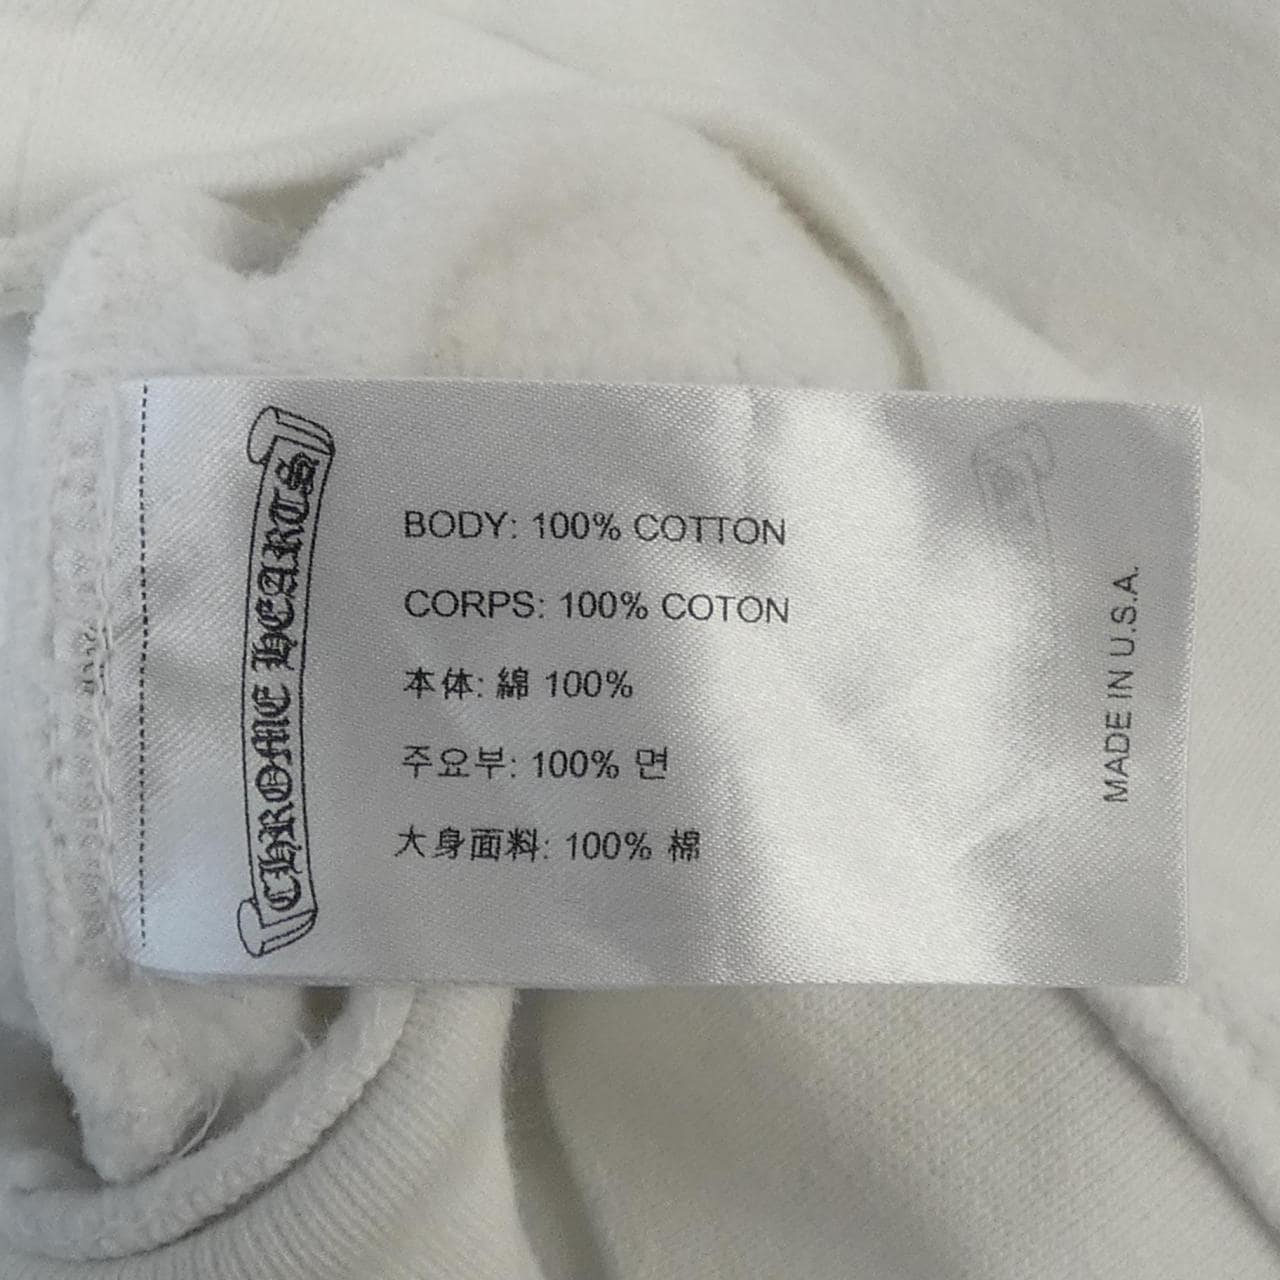 CHROME HEARTS
BODY: 100% COTTON
CORPS: 100% COTON
本体: 綿 100%
주요부: 100% 면
大身面料: 100% 棉
MADE IN U.S.A.